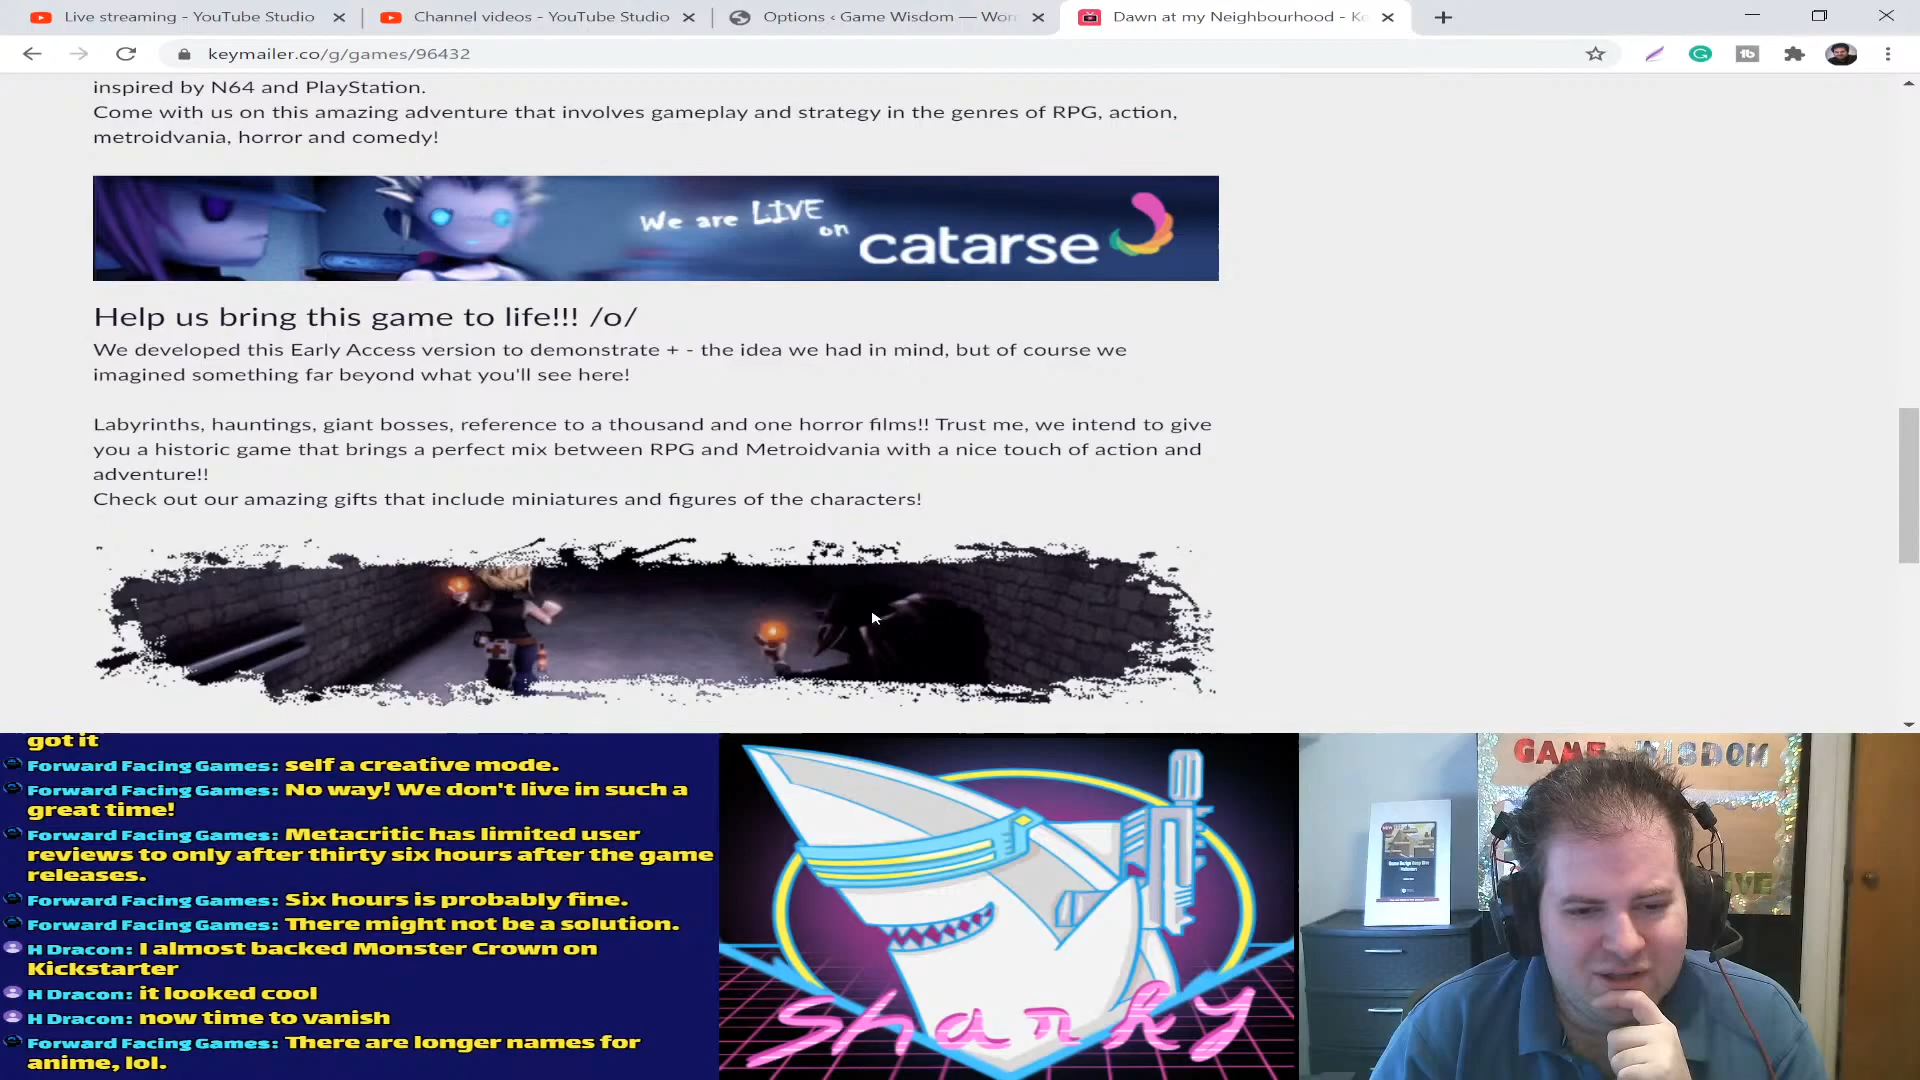 Live streaming - YouTube Studio
Channel videos - YouTube Studio
Options ‹ Game Wisdom — Wor
Dawn at my Neighbourhood - Ke
keymailer.co/g/games/96432
inspired by N64 and PlayStation.
Come with us on this amazing adventure that involves gameplay and strategy in the genres of RPG, action,
metroidvania, horror and comedy!
We are LIVE
on
catarse
Help us bring this game to life!!! /o/
We developed this Early Access version to demonstrate + - the idea we had in mind, but of course we
imagined something far beyond what you'll see here!
Labyrinths, hauntings, giant bosses, reference to a thousand and one horror films!! Trust me, we intend to give
you a historic game that brings a perfect mix between RPG and Metroidvania with a nice touch of action and
adventure!!
Check out our amazing gifts that include miniatures and figures of the characters!
got it
Forward Facing Games: self a creative mode.
Forward Facing Games: No way! We don't live in such a
great time!
Forward Facing Games: Metacritic has limited user
reviews to only after thirty six hours after the game
releases.
Forward Facing Games: Six hours is probably fine.
Forward Facing Games: There might not be a solution.
H Dracon: I almost backed Monster Crown on
Kickstarter
H Dracon: it looked cool
H Dracon: now time to vanish
Forward Facing Games: There are longer names for
anime, lol.
Sharky
GAME WISDOM